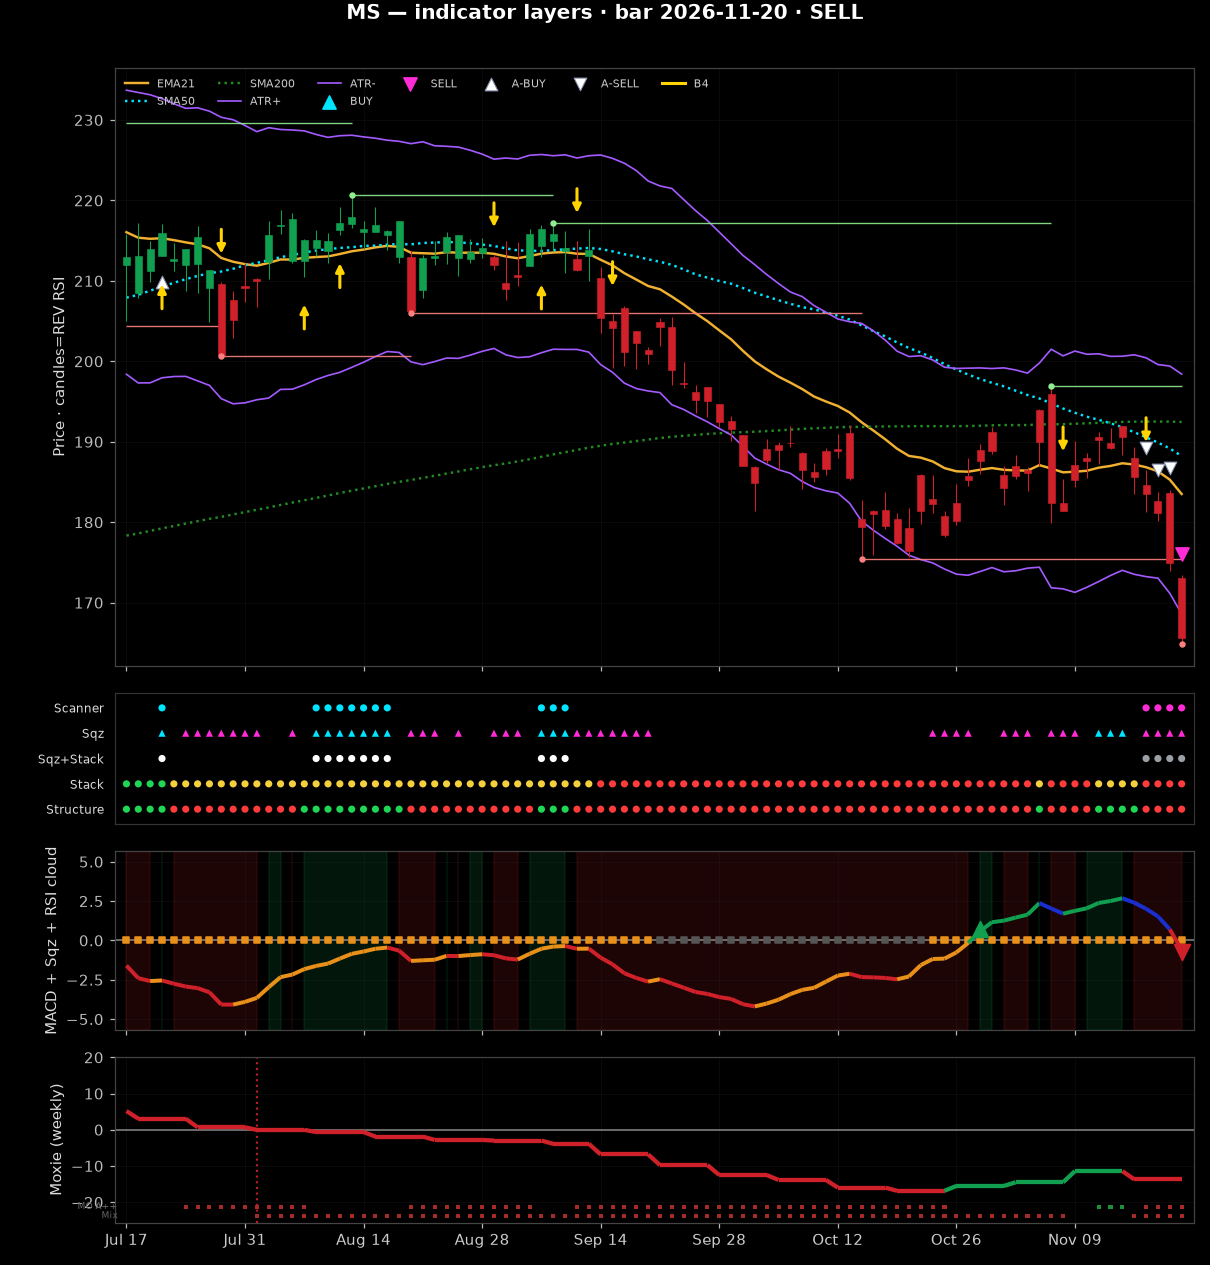 MS — indicator layers · bar 2026-11-20 · SELL
EMA21 SMA200 ATR- SELL A-BUY A-SELL B4
SMA50 ATR+ BUY
Price · candles=REV RSI
230
220
210
200
190
180
170
Scanner
Sqz
Sqz+Stack
Stack
Structure
MACD + Sqz + RSI cloud
5.0
2.5
0.0
−2.5
−5.0
Moxie (weekly)
20
10
0
−10
−20
Mix
Jul 17 Jul 31 Aug 14 Aug 28 Sep 14 Sep 28 Oct 12 Oct 26 Nov 09